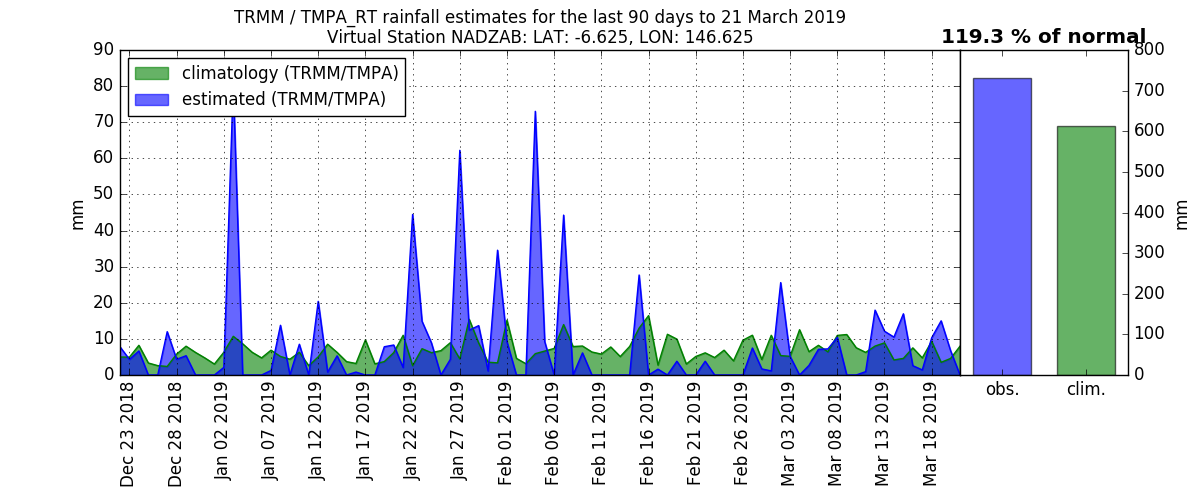 TRMM / TMPA_RT rainfall estimates for the last 90 days to 21 March 2019
Virtual Station NADZAB: LAT: -6.625, LON: 146.625
119.3 % of normal
climatology (TRMM/TMPA)
estimated (TRMM/TMPA)
90
80
70
60
50
40
30
20
10
0
mm
Dec 23 2018
Dec 28 2018
Jan 02 2019
Jan 07 2019
Jan 12 2019
Jan 17 2019
Jan 22 2019
Jan 27 2019
Feb 01 2019
Feb 06 2019
Feb 11 2019
Feb 16 2019
Feb 21 2019
Feb 26 2019
Mar 03 2019
Mar 08 2019
Mar 13 2019
Mar 18 2019
obs.
clim.
800
700
600
500
400
300
200
100
0
mm